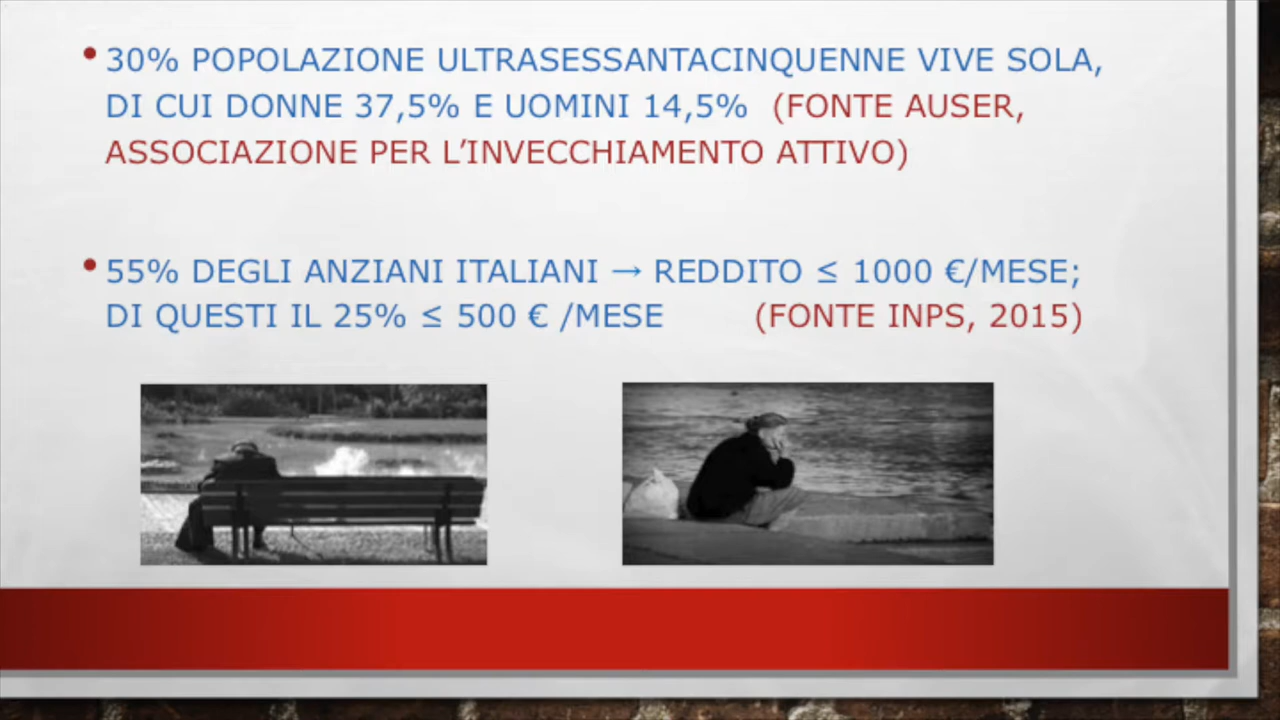 • 30% POPOLAZIONE ULTRASESSANTACINQUENNE VIVE SOLA,
DI CUI DONNE 37,5% E UOMINI 14,5% (FONTE AUSER,
ASSOCIAZIONE PER L’INVECCHIAMENTO ATTIVO)
• 55% DEGLI ANZIANI ITALIANI → REDDITO ≤ 1000 €/MESE;
DI QUESTI IL 25% ≤ 500 € /MESE (FONTE INPS, 2015)